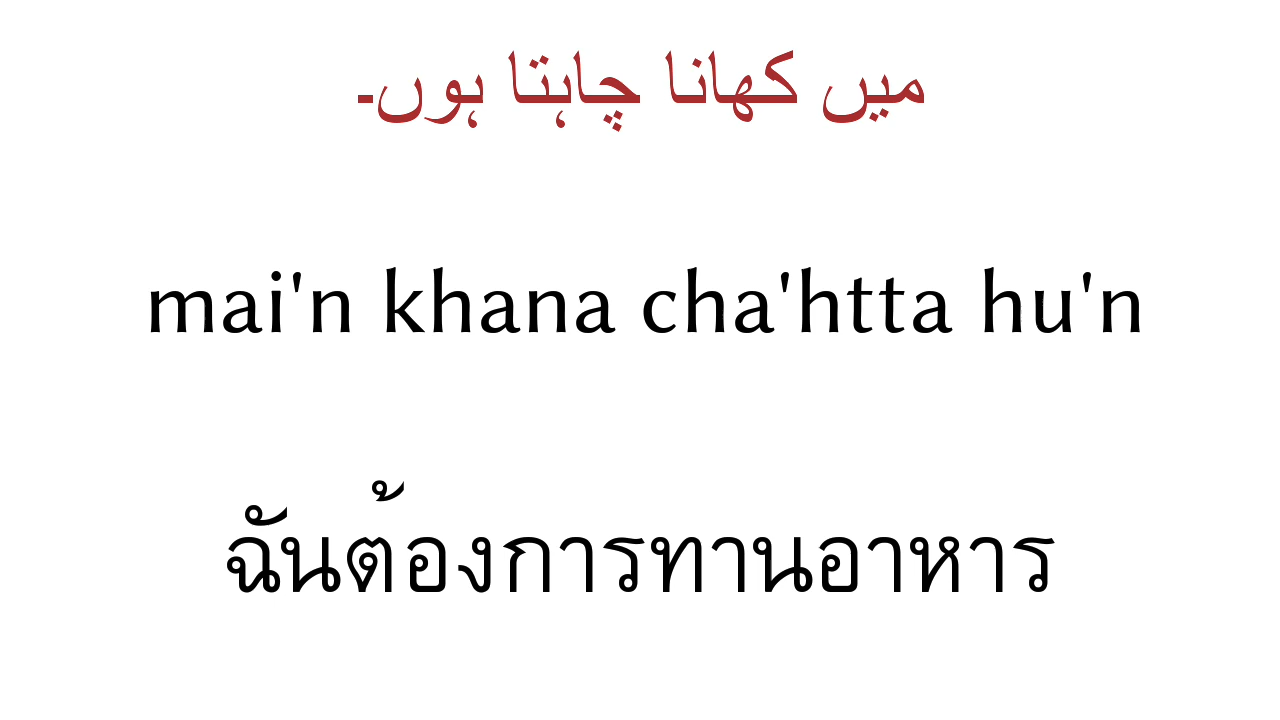 میں کھانا چاہتا ہوں۔
mai'n khana cha'htta hu'n
ฉันต้องการทานอาหาร